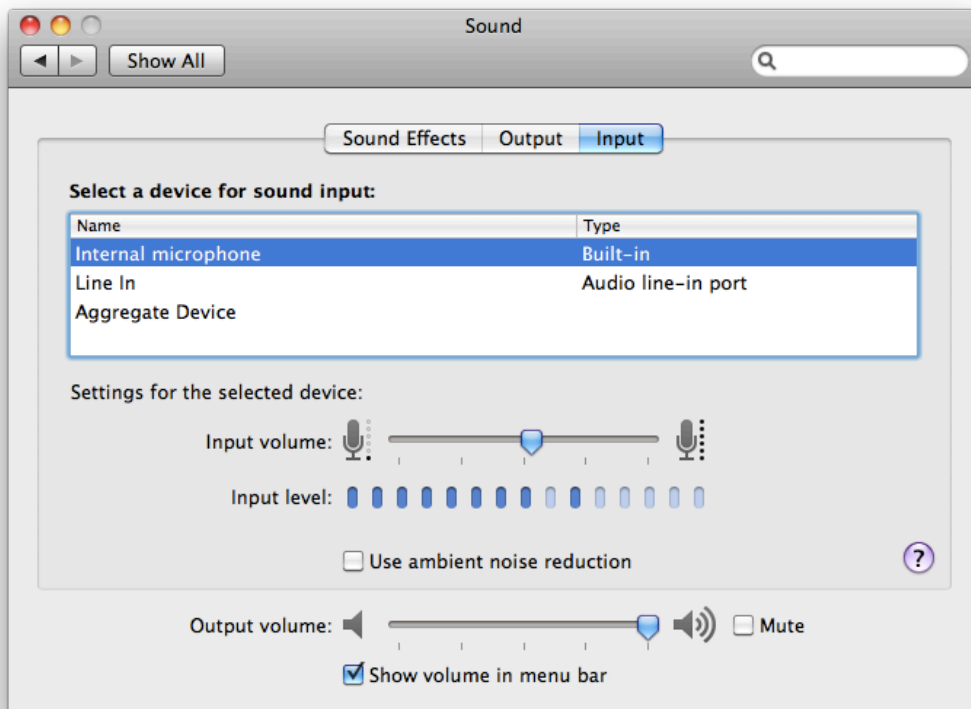 Sound
Show All
Sound Effects Output Input
Select a device for sound input:
Name Type
Internal microphone Built-in
Line In Audio line-in port
Aggregate Device
Settings for the selected device:
Input volume:
Input level:
Use ambient noise reduction
?
Output volume: Mute
Show volume in menu bar